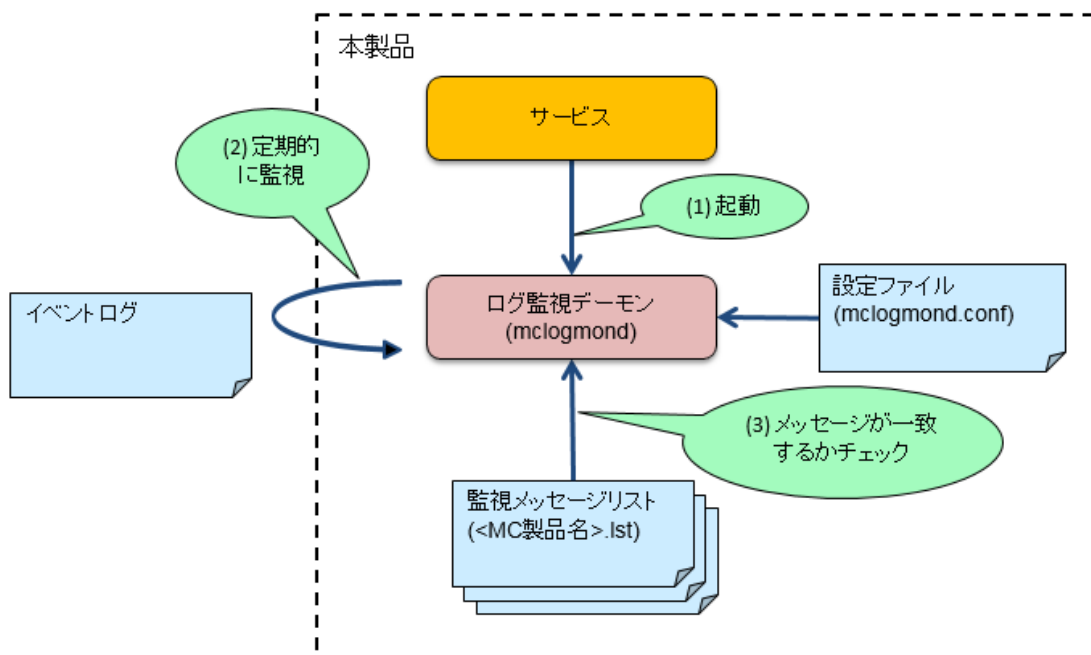 本製品
サービス
(2)定期的
に監視
(1)起動
イベントログ
ログ監視デーモン
(mclogmond)
設定ファイル
(mclogmond.conf)
(3)メッセージが一致
するかチェック
監視メッセージリスト
(<MC製品名>.lst)